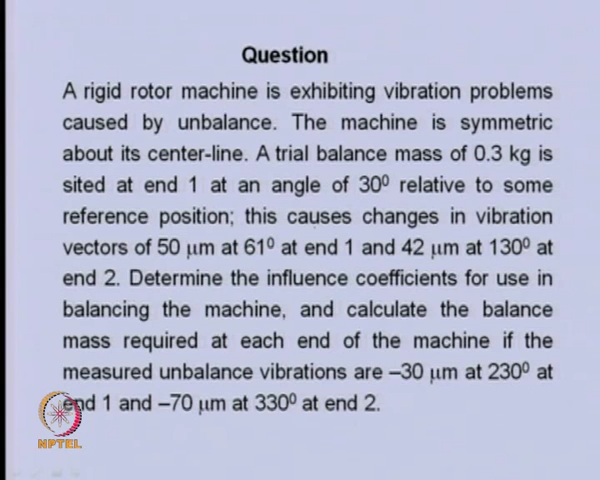 Question
A rigid rotor machine is exhibiting vibration problems
caused by unbalance. The machine is symmetric
about its center-line. A trial balance mass of 0.3 kg is
sited at end 1 at an angle of 30⁰ relative to some
reference position; this causes changes in vibration
vectors of 50 μm at 61⁰ at end 1 and 42 μm at 130⁰ at
end 2. Determine the influence coefficients for use in
balancing the machine, and calculate the balance
mass required at each end of the machine if the
measured unbalance vibrations are –30 μm at 230⁰ at
end 1 and –70 μm at 330⁰ at end 2.
NPTEL